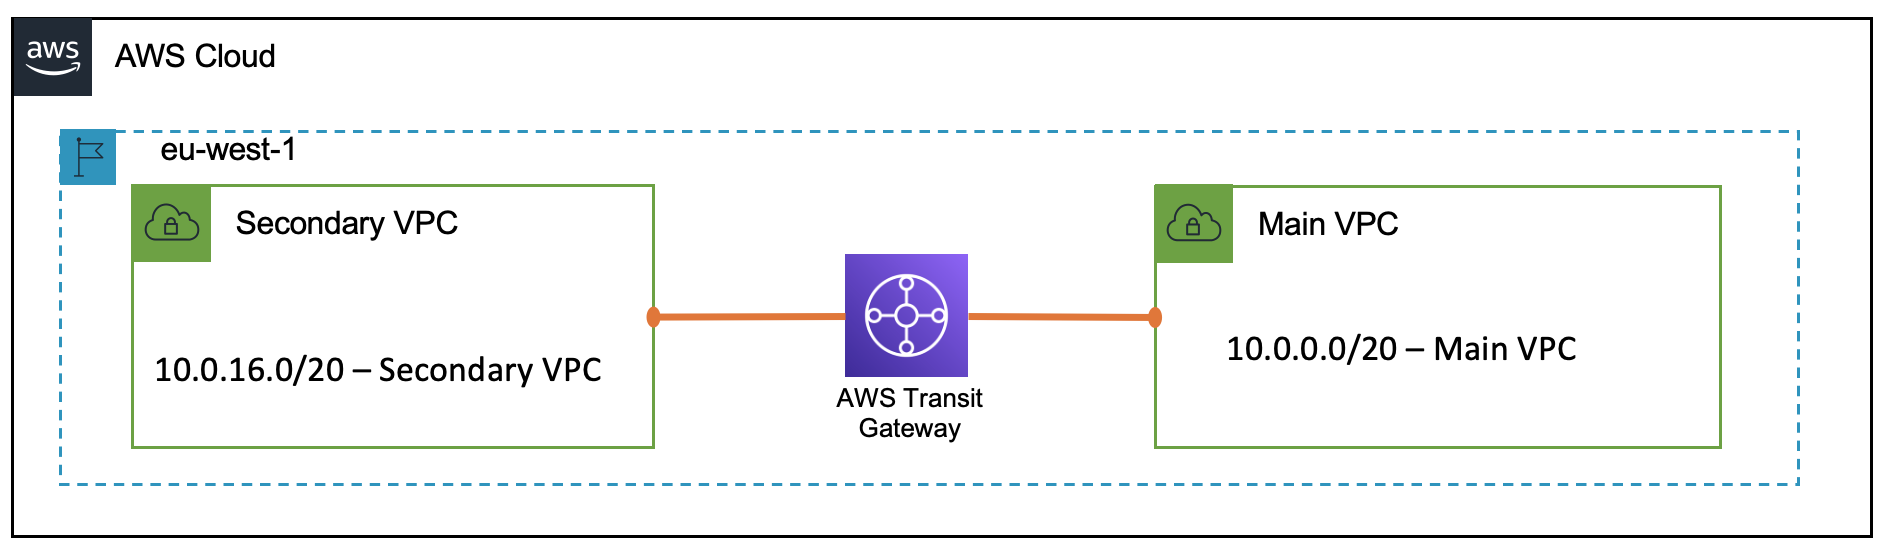 aws
AWS Cloud
eu-west-1
Secondary VPC
10.0.16.0/20 – Secondary VPC
AWS Transit
Gateway
Main VPC
10.0.0.0/20 – Main VPC